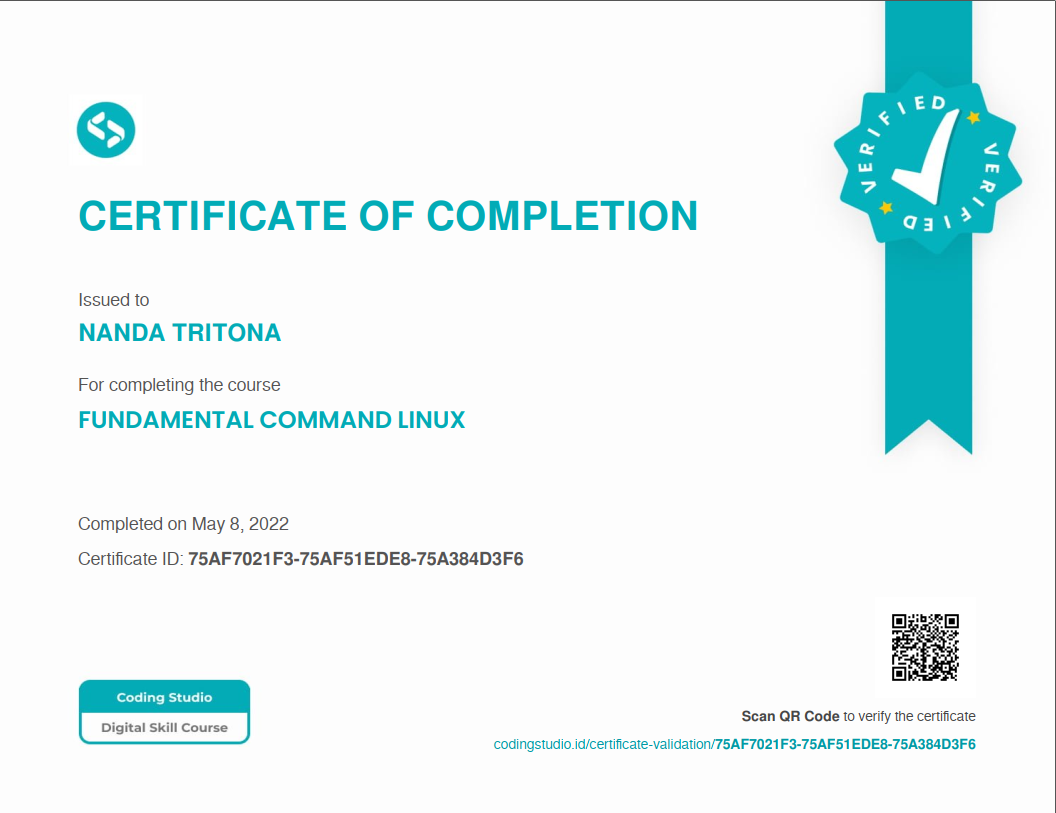 VERIFIED
VERIFIED
CERTIFICATE OF COMPLETION
Issued to
NANDA TRITONA
For completing the course
FUNDAMENTAL COMMAND LINUX
Completed on May 8, 2022
Certificate ID: 75AF7021F3-75AF51EDE8-75A384D3F6
Coding Studio
Digital Skill Course
Scan QR Code to verify the certificate
codingstudio.id/certificate-validation/75AF7021F3-75AF51EDE8-75A384D3F6